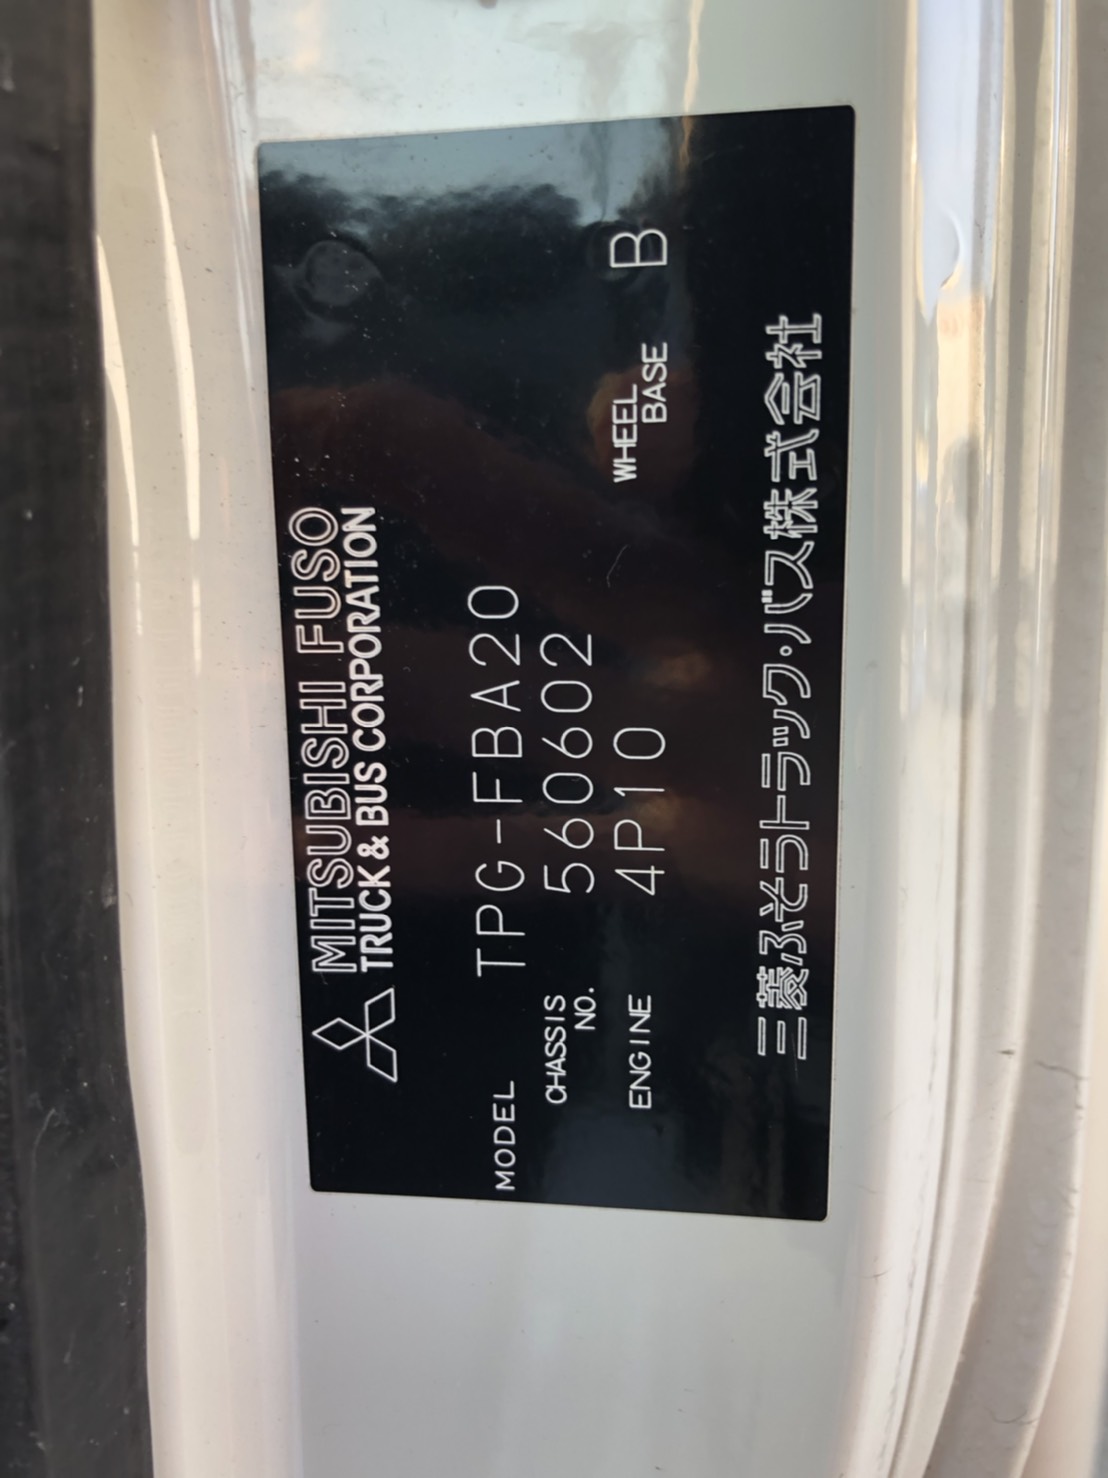 MITSUBISHI FUSO
TRUCK & BUS CORPORATION
MODEL TPG-FBA20
CHASSIS NO. 560602
ENGINE 4P10 WHEEL BASE B
三菱ふそうトラック・バス株式会社